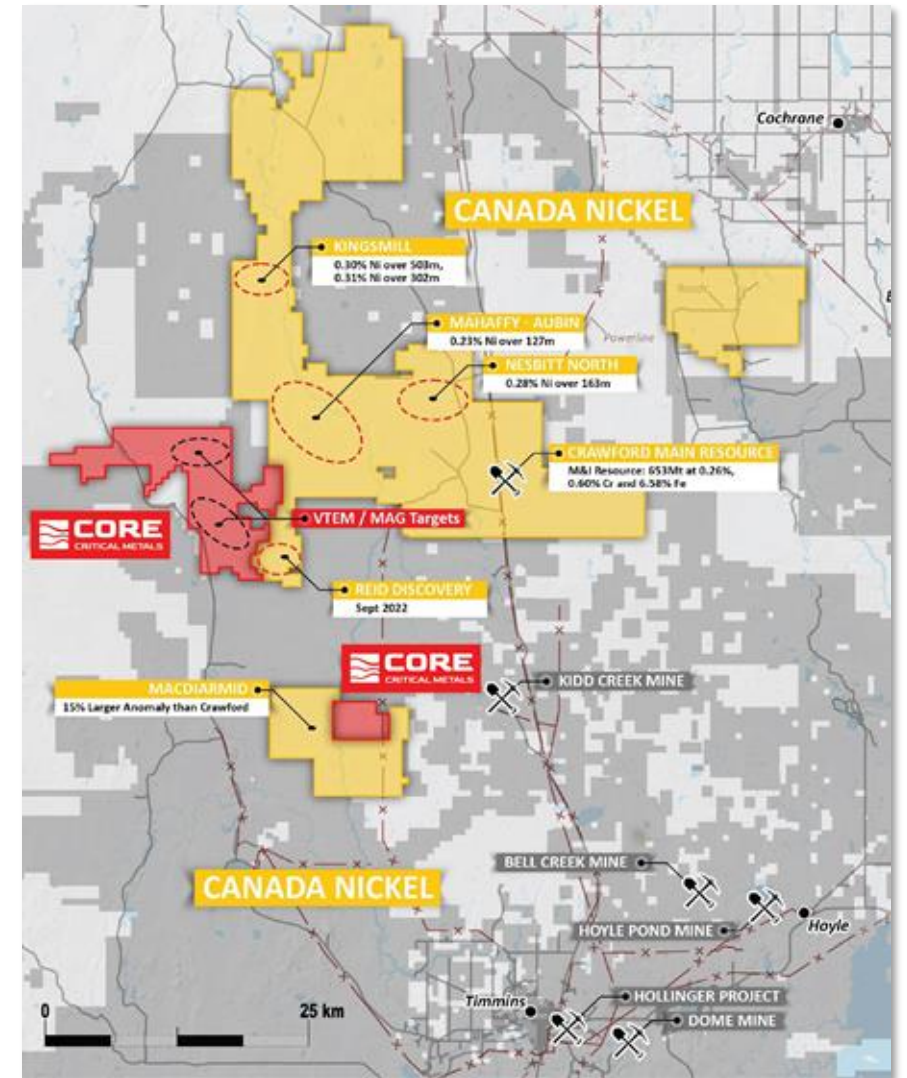 Cochrane
CANADA NICKEL
KINGSMILL
0.30% Ni over 503m,
0.31% Ni over 302m
MAHAFFY - AUBIN
0.23% Ni over 127m
Powerline
NESBITT NORTH
0.28% Ni over 163m
CRAWFORD MAIN RESOURCE
M&I Resource: 653Mt at 0.26%,
0.60% Cr and 6.58% Fe
VTEM / MAG Targets
CORE
CRITICAL METALS
REID DISCOVERY
Sept 2022
CORE
CRITICAL METALS
KIDD CREEK MINE
MACDIARMID
15% Larger Anomaly than Crawford
BELL CREEK MINE
CANADA NICKEL
HOYLE POND MINE
Hoyle
HOLLINGER PROJECT
Timmins
DOME MINE
0
25 km